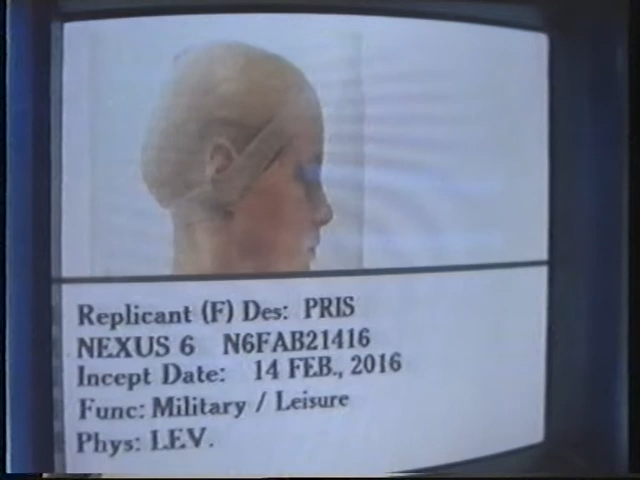 Replicant (F) Des: PRIS
NEXUS 6 N6FAB21416
Incept Date: 14 FEB., 2016
Func: Military / Leisure
Phys: LEV.